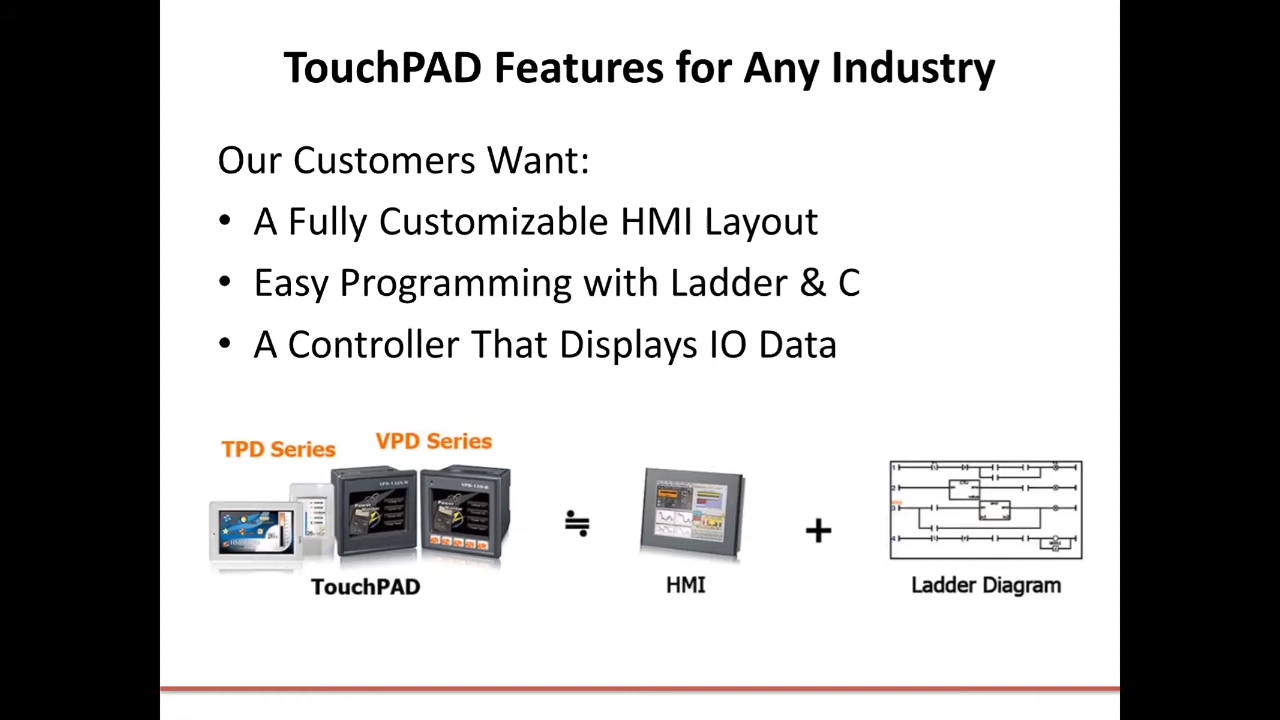 TouchPAD Features for Any Industry
Our Customers Want:
• A Fully Customizable HMI Layout
• Easy Programming with Ladder & C
• A Controller That Displays IO Data
TPD Series
VPD Series
≒
+
TouchPAD
HMI
Ladder Diagram